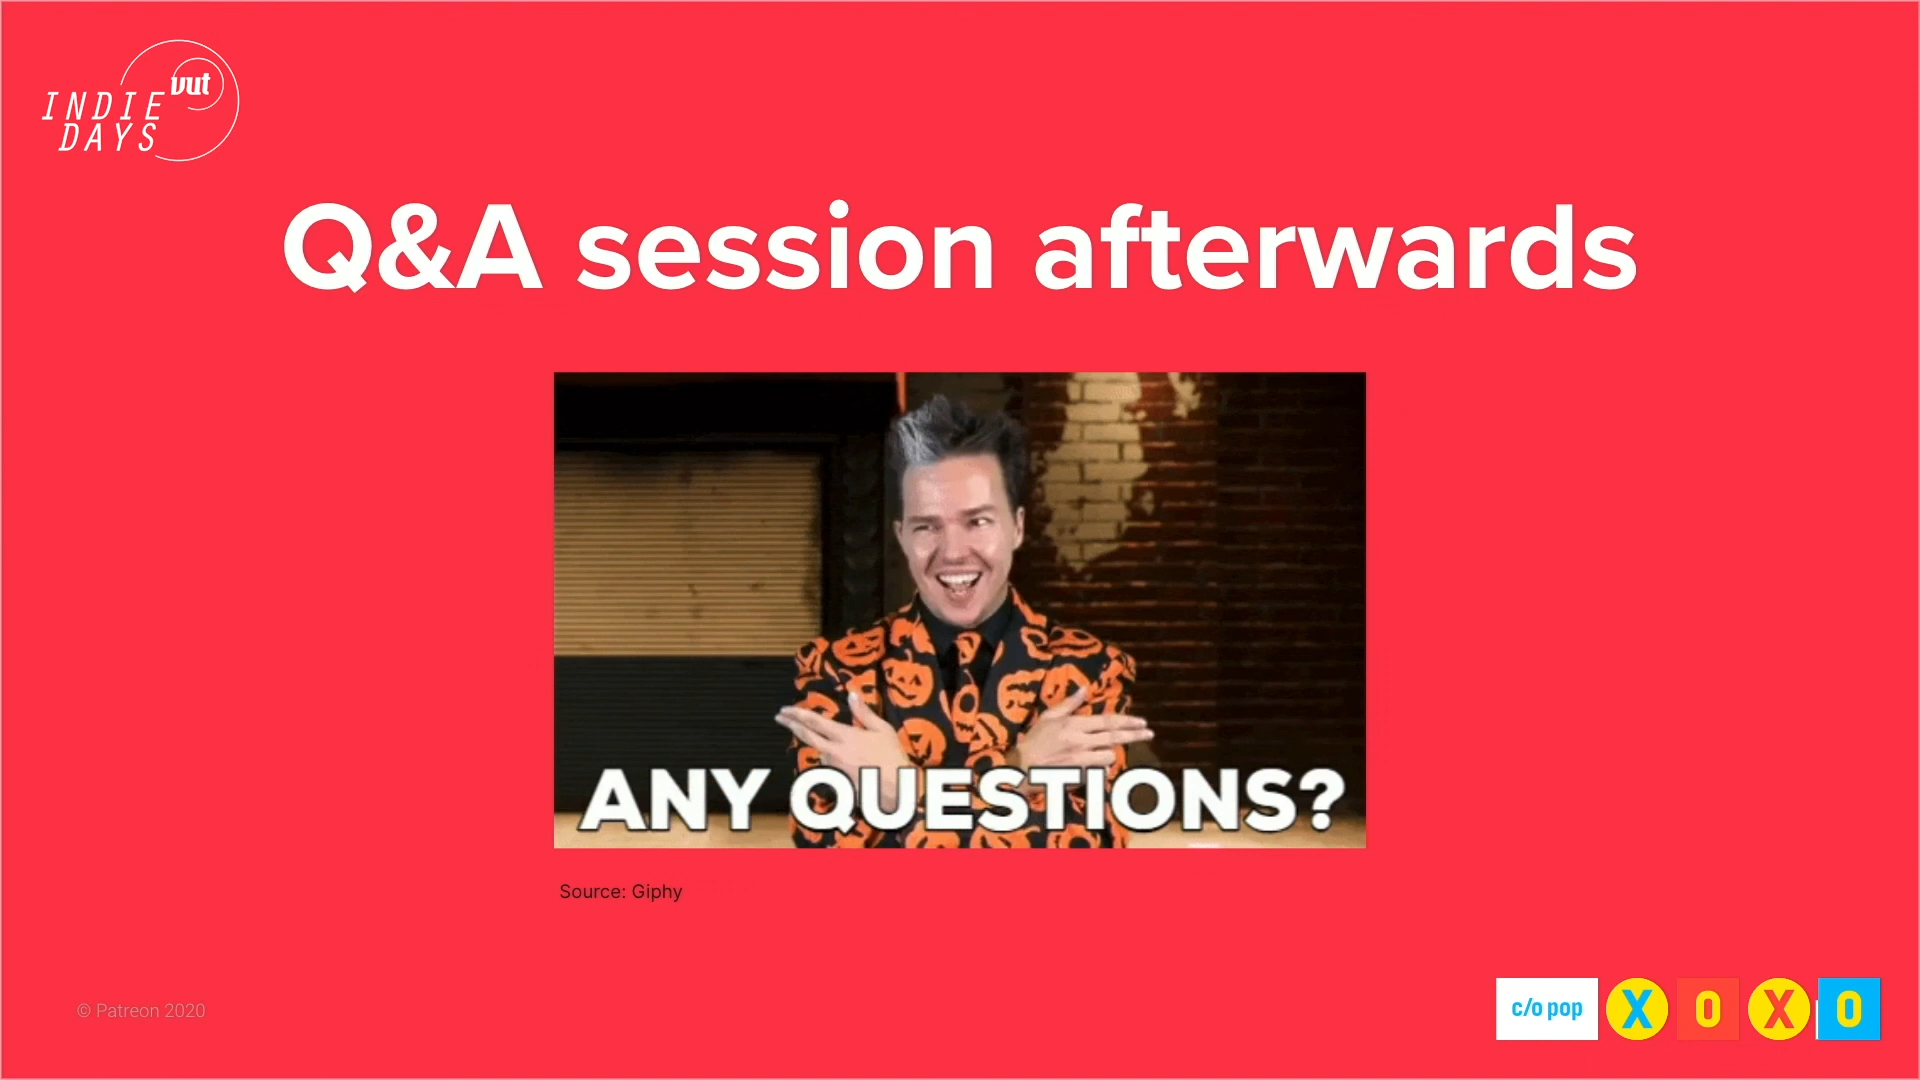 vut
INDIE
DAYS
Q&A session afterwards
ANY QUESTIONS?
Source: Giphy
© Patreon 2020
c/o pop X O X O